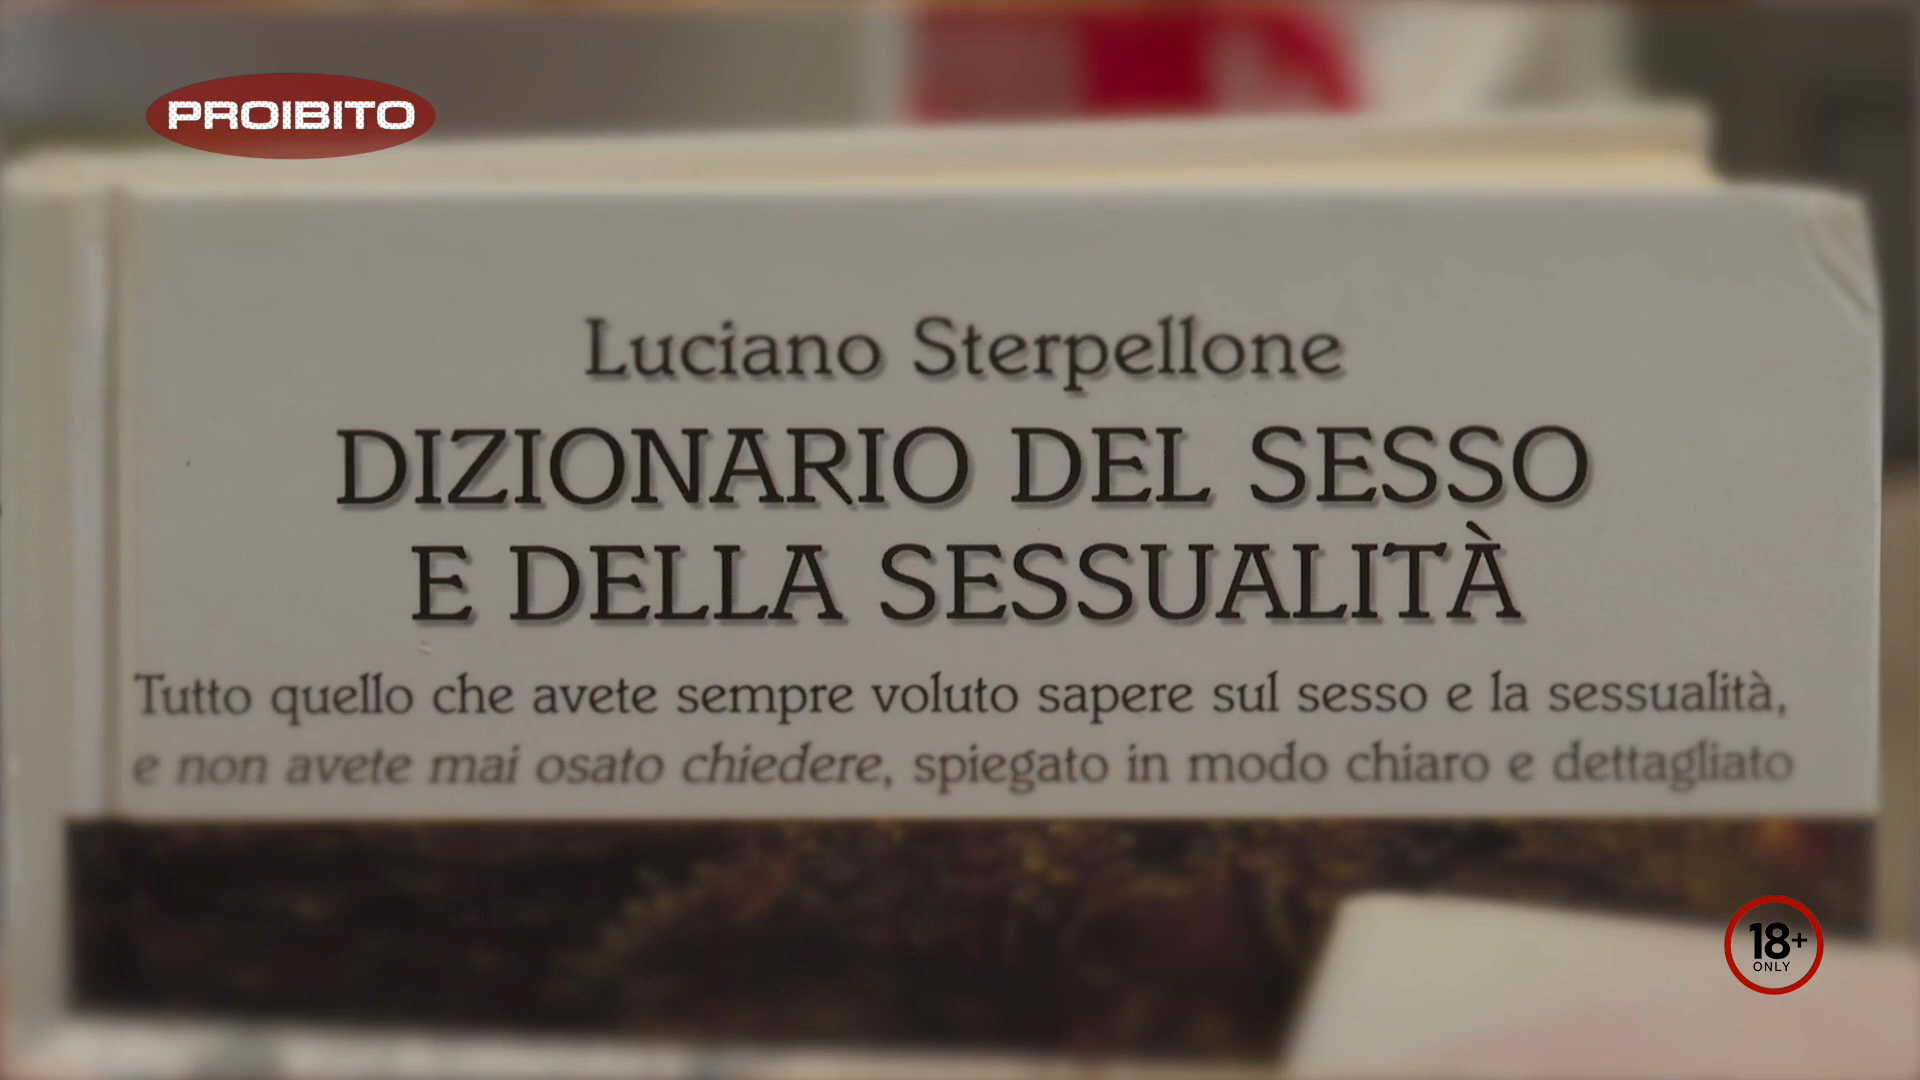 PROIBITO
Luciano Sterpellone
DIZIONARIO DEL SESSO
E DELLA SESSUALITÀ
Tutto quello che avete sempre voluto sapere sul sesso e la sessualità,
e non avete mai osato chiedere, spiegato in modo chiaro e dettagliato
18+
ONLY